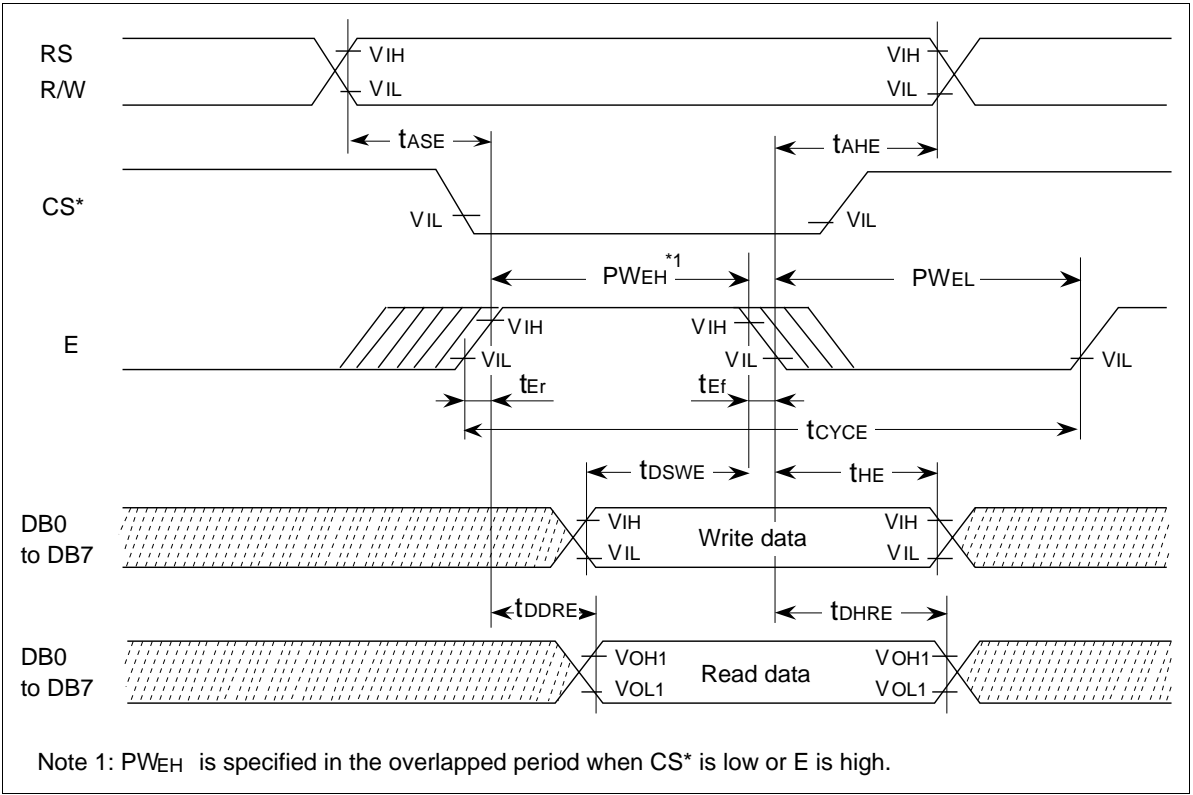 RS VIH VIH
R/W VIL VIL
tASE tAHE
CS* VIL VIL
PWEH*1 PWEL
E VIH VIH
VIL VIL VIL
tEr tEf
tCYCE
tDSWE tHE
DB0 VIH Write data VIH
to DB7 VIL VIL
tDDRE tDHRE
DB0 VOH1 Read data VOH1
to DB7 VOL1 VOL1
Note 1: PWEH is specified in the overlapped period when CS* is low or E is high.